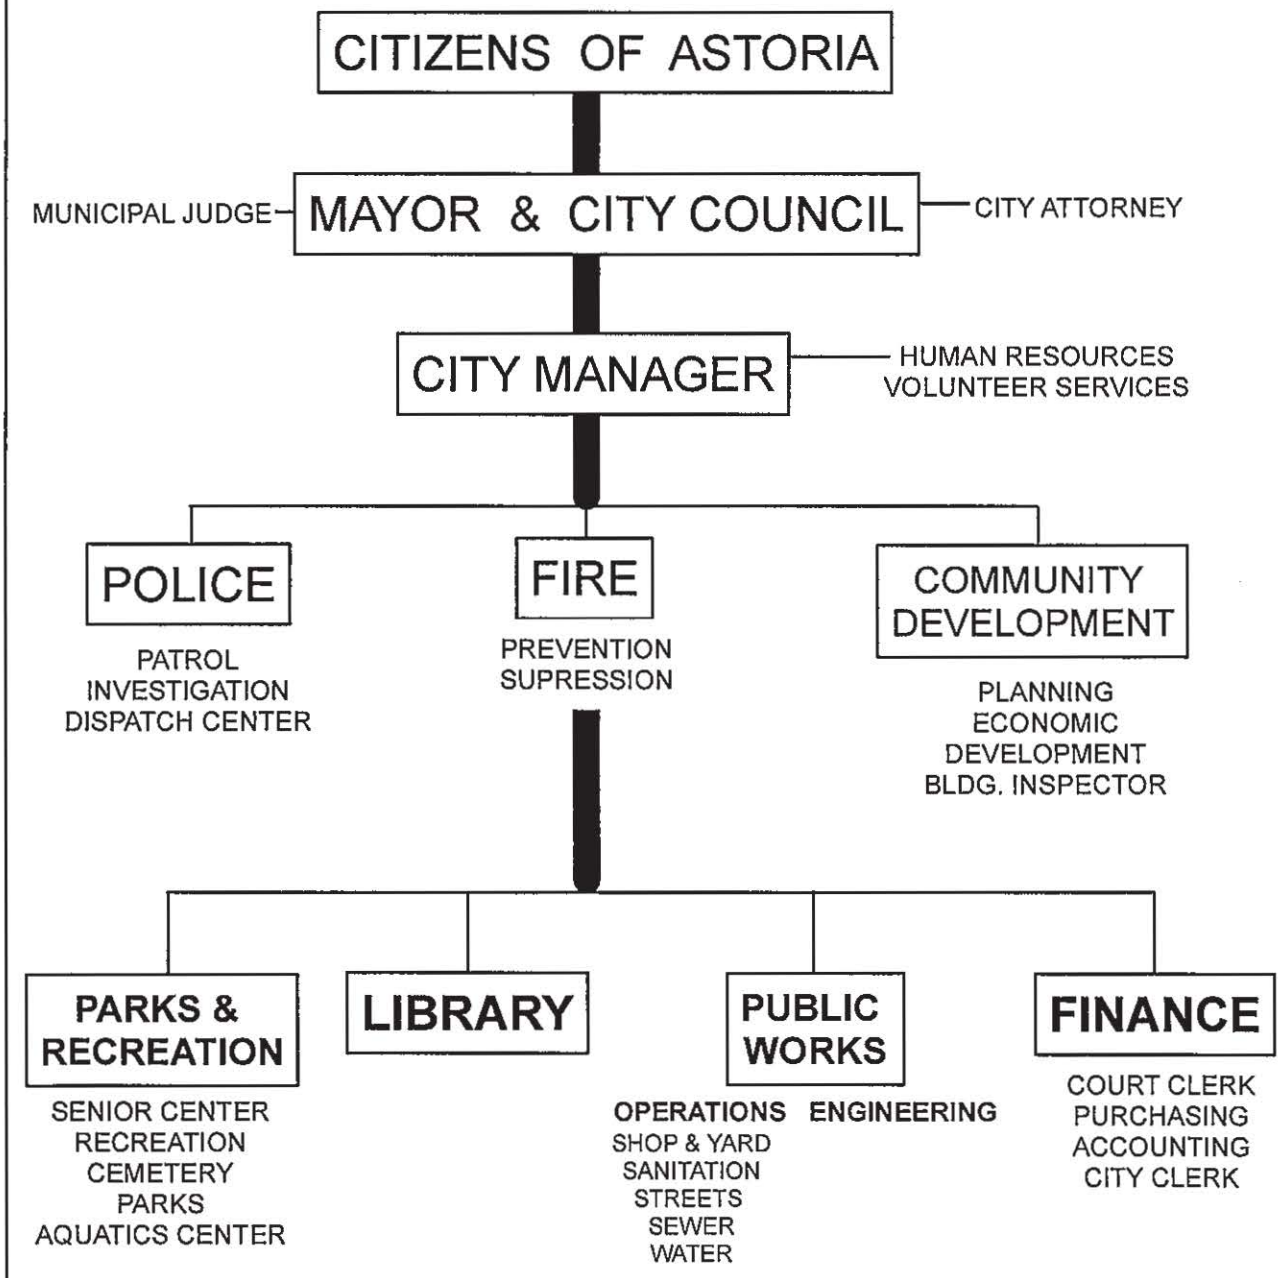 CITIZENS OF ASTORIA
MUNICIPAL JUDGE
MAYOR & CITY COUNCIL
CITY ATTORNEY
CITY MANAGER
HUMAN RESOURCES
VOLUNTEER SERVICES
POLICE
PATROL
INVESTIGATION
DISPATCH CENTER
FIRE
PREVENTION
SUPRESSION
COMMUNITY
DEVELOPMENT
PLANNING
ECONOMIC
DEVELOPMENT
BLDG. INSPECTOR
PARKS &
RECREATION
SENIOR CENTER
RECREATION
CEMETERY
PARKS
AQUATICS CENTER
LIBRARY
PUBLIC
WORKS
OPERATIONS ENGINEERING
SHOP & YARD
SANITATION
STREETS
SEWER
WATER
FINANCE
COURT CLERK
PURCHASING
ACCOUNTING
CITY CLERK